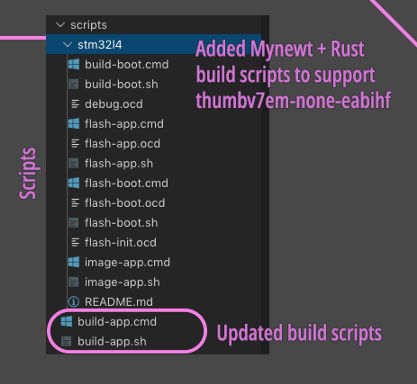 scripts
stm32l4
build-boot.cmd
build-boot.sh
debug.ocd
flash-app.cmd
flash-app.ocd
flash-app.sh
flash-boot.cmd
flash-boot.ocd
flash-boot.sh
flash-init.ocd
image-app.cmd
image-app.sh
README.md
build-app.cmd
build-app.sh
Scripts
Added Mynewt + Rust
build scripts to support
thumbv7em-none-eabihf
Updated build scripts